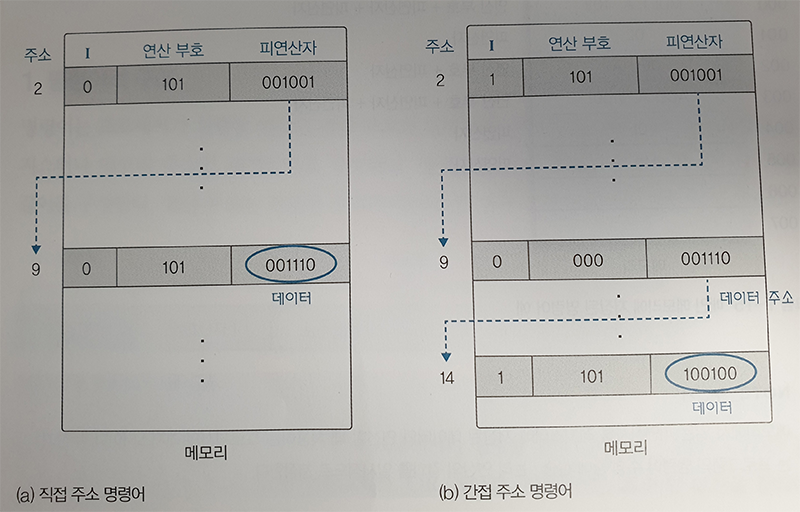 주소 I 연산 부호 피연산자
2 0 101 001001
9 0 101 001110
데이터
메모리
(a) 직접 주소 명령어
주소 I 연산 부호 피연산자
2 1 101 001001
9 0 000 001110
데이터 주소
14 1 101 100100
데이터
메모리
(b) 간접 주소 명령어